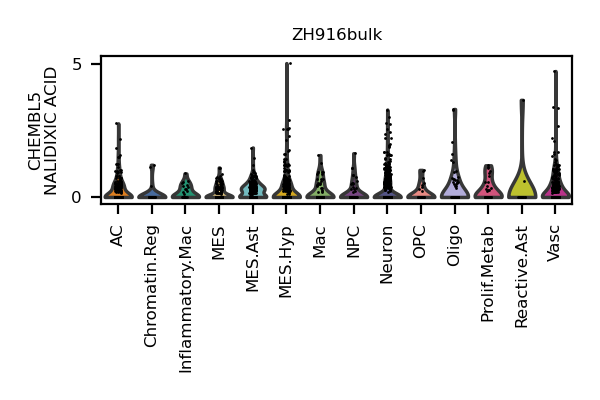 ZH916bulk
CHEMBL5
NALIDIXIC ACID
5
0
AC
Chromatin.Reg
Inflammatory.Mac
MES
MES.Ast
MES.Hyp
Mac
NPC
Neuron
OPC
Oligo
Prolif.Metab
Reactive.Ast
Vasc